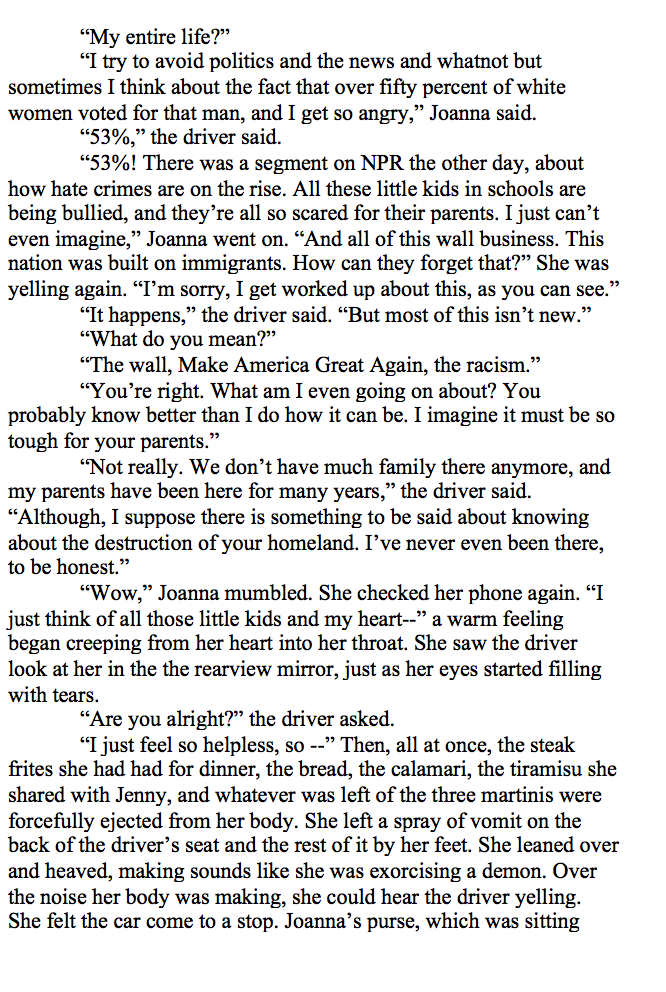 “My entire life?”
“I try to avoid politics and the news and whatnot but
sometimes I think about the fact that over fifty percent of white
women voted for that man, and I get so angry,” Joanna said.
“53%,” the driver said.
“53%! There was a segment on NPR the other day, about
how hate crimes are on the rise. All these little kids in schools are
being bullied, and they’re all so scared for their parents. I just can’t
even imagine,” Joanna went on. “And all of this wall business. This
nation was built on immigrants. How can they forget that?” She was
yelling again. “I’m sorry, I get worked up about this, as you can see.”
“It happens,” the driver said. “But most of this isn’t new.”
“What do you mean?”
“The wall, Make America Great Again, the racism.”
“You’re right. What am I even going on about? You
probably know better than I do how it can be. I imagine it must be so
tough for your parents.”
“Not really. We don’t have much family there anymore, and
my parents have been here for many years,” the driver said.
“Although, I suppose there is something to be said about knowing
about the destruction of your homeland. I’ve never even been there,
to be honest.”
“Wow,” Joanna mumbled. She checked her phone again. “I
just think of all those little kids and my heart--” a warm feeling
began creeping from her heart into her throat. She saw the driver
look at her in the the rearview mirror, just as her eyes started filling
with tears.
“Are you alright?” the driver asked.
“I just feel so helpless, so --” Then, all at once, the steak
frites she had had for dinner, the bread, the calamari, the tiramisu she
shared with Jenny, and whatever was left of the three martinis were
forcefully ejected from her body. She left a spray of vomit on the
back of the driver’s seat and the rest of it by her feet. She leaned over
and heaved, making sounds like she was exorcising a demon. Over
the noise her body was making, she could hear the driver yelling.
She felt the car come to a stop. Joanna’s purse, which was sitting